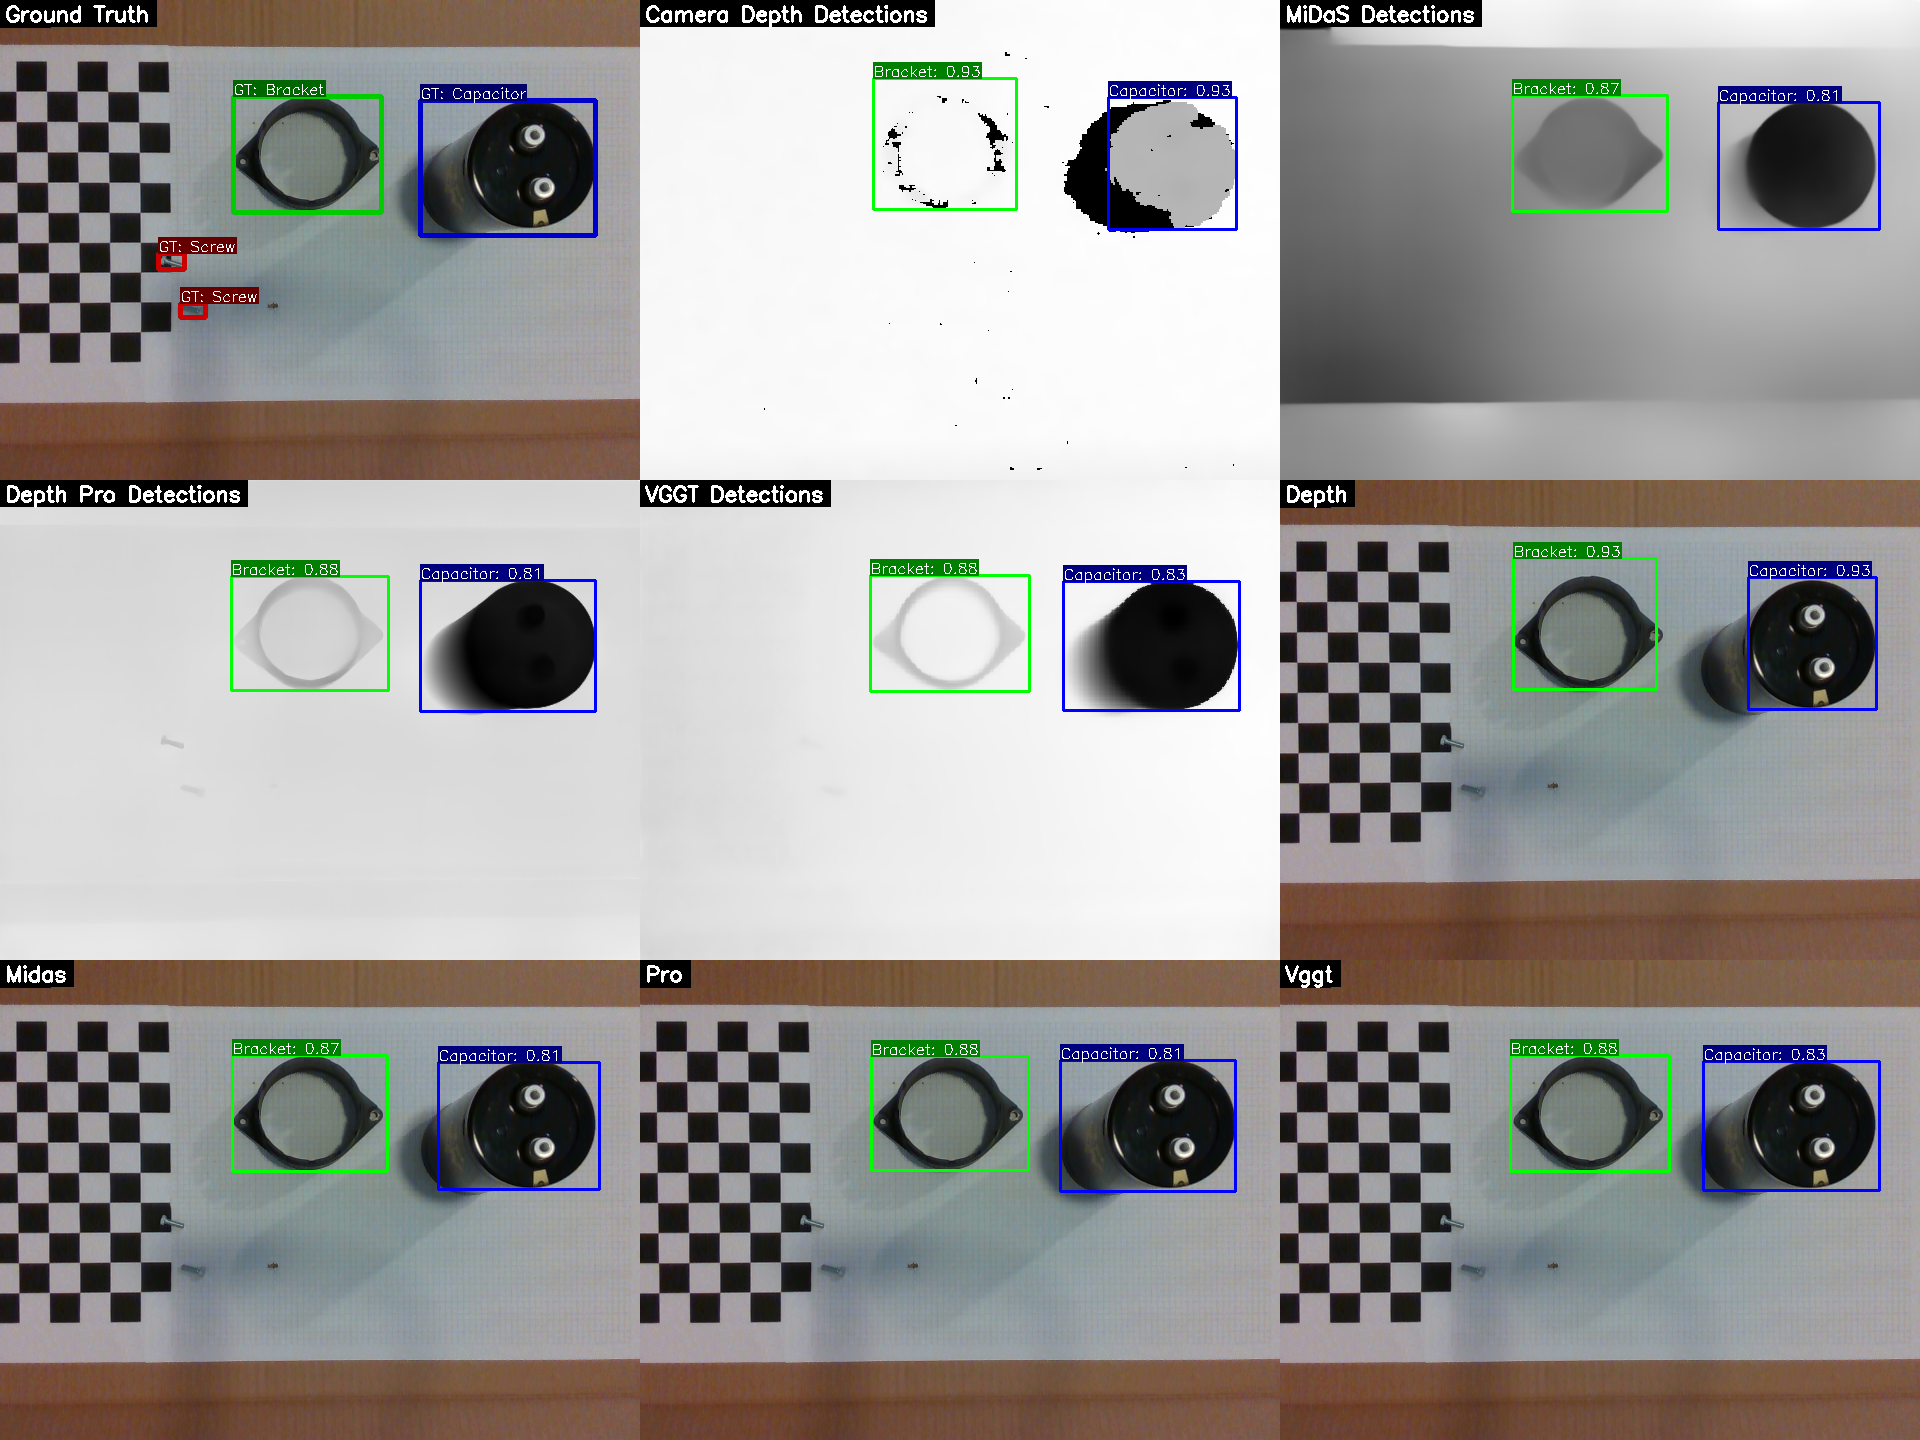 Ground Truth
GT: Bracket
GT: Capacitor
GT: Screw
GT: Screw
Camera Depth Detections
Bracket: 0.93
Capacitor: 0.93
MiDaS Detections
Bracket: 0.87
Capacitor: 0.81
Depth Pro Detections
Bracket: 0.88
Capacitor: 0.81
VGGT Detections
Bracket: 0.88
Capacitor: 0.83
Depth
Bracket: 0.93
Capacitor: 0.93
Midas
Bracket: 0.87
Capacitor: 0.81
Pro
Bracket: 0.88
Capacitor: 0.81
Vggt
Bracket: 0.88
Capacitor: 0.83